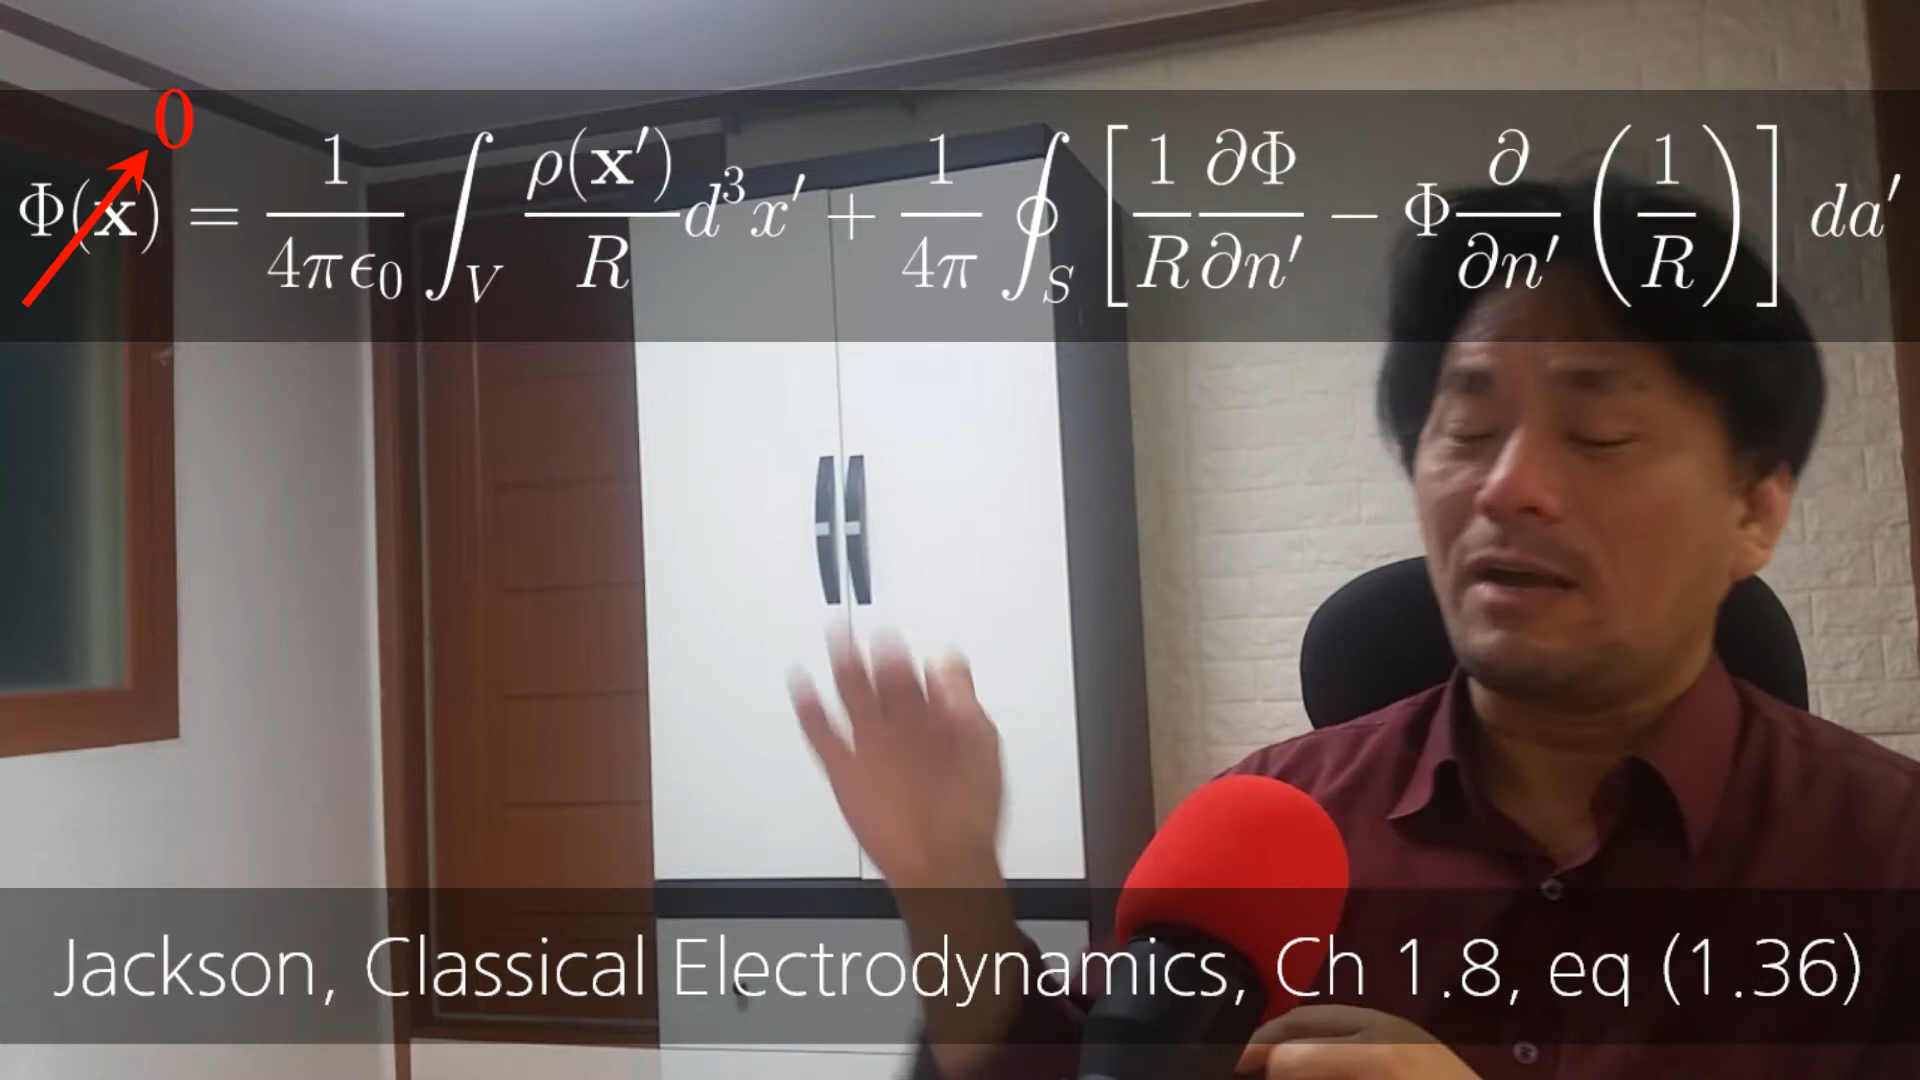 0
Φ(𝐱) = 1/(4πϵ₀) ∫_V ρ(𝐱′)/R d³x′ + 1/(4π) ∮_S [1/R ∂Φ/∂n′ − Φ ∂/∂n′ (1/R)] da′
Jackson, Classical Electrodynamics, Ch 1.8, eq (1.36)